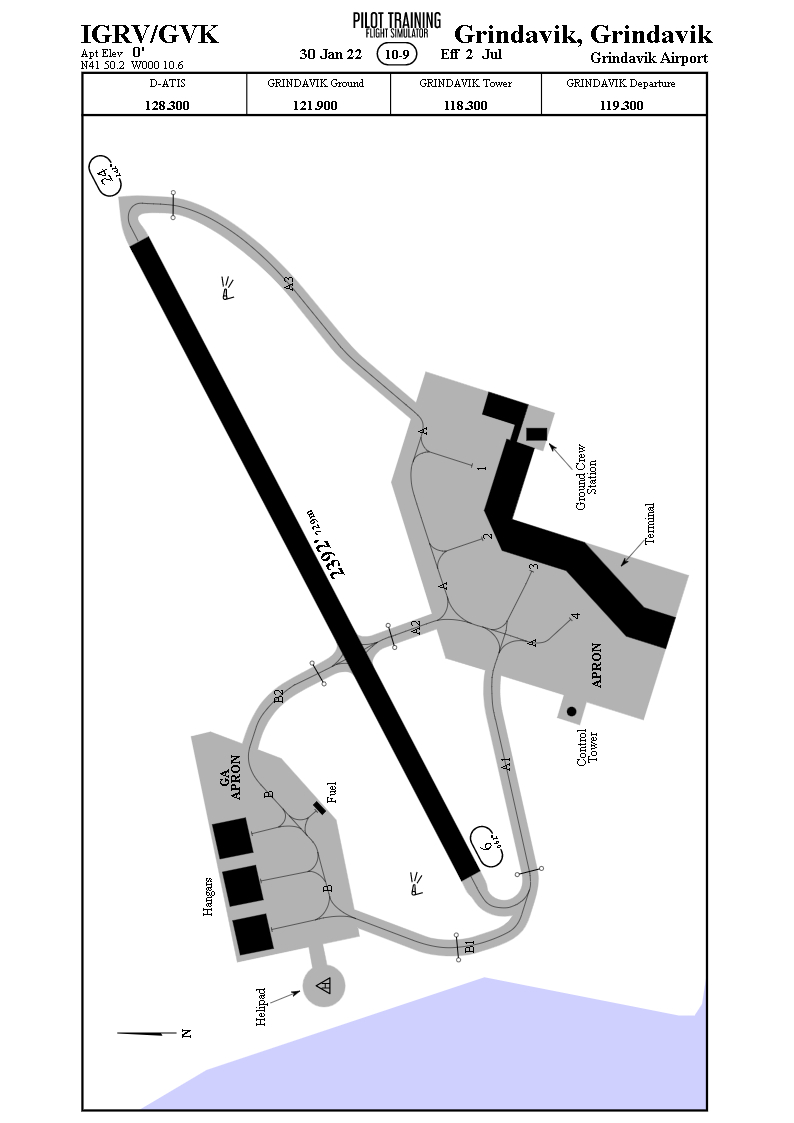 IGRV/GVK
Apt Elev 0'
N41 50.2 W000 10.6
PILOT TRAINING
FLIGHT SIMULATOR
30 Jan 22 10-9 Eff 2 Jul
Grindavik, Grindavik
Grindavik Airport
D-ATIS
128.300
GRINDAVIK Ground
121.900
GRINDAVIK Tower
118.300
GRINDAVIK Departure
119.300
24
A3
A
1
Ground Crew
Station
2
Terminal
2392' 729m
3
A
4
A2
A
APRON
B2
Control
Tower
A1
GA
APRON
B
Fuel
6
Hangars
B
B1
Helipad
H
N